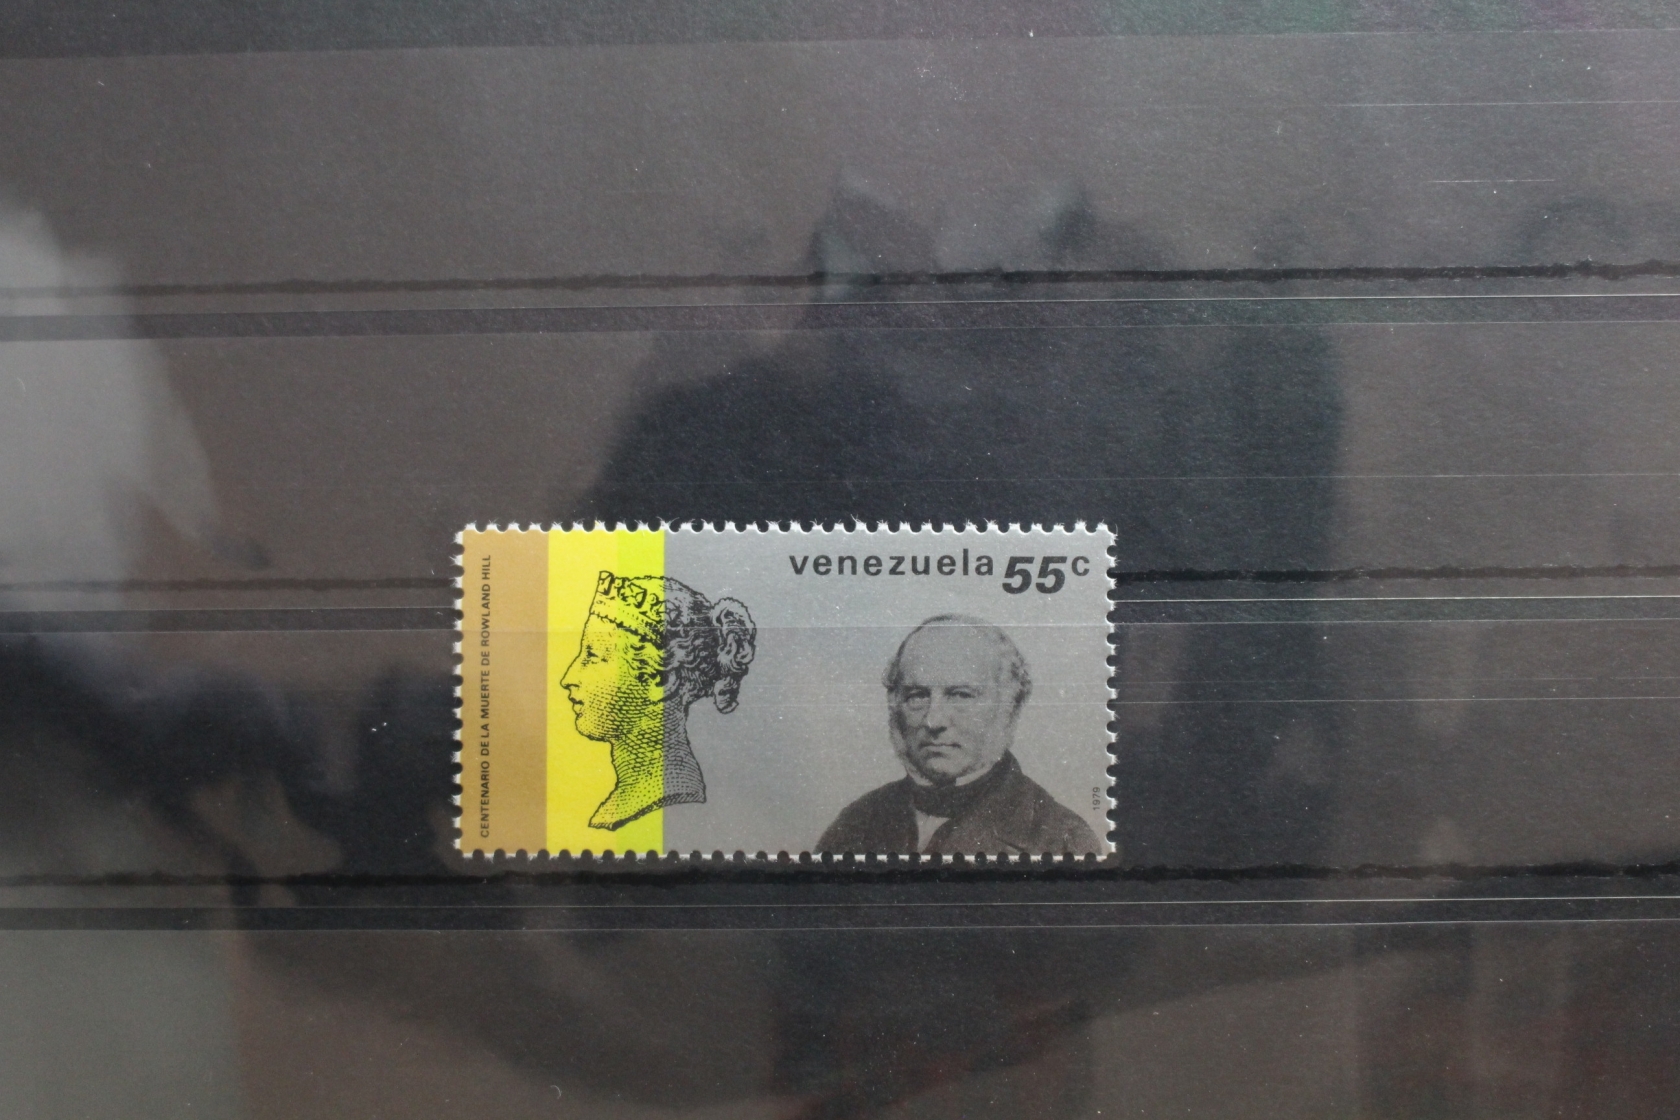 venezuela 55c
CENTENARIO DE LA MUERTE DE ROWLAND HILL
1979